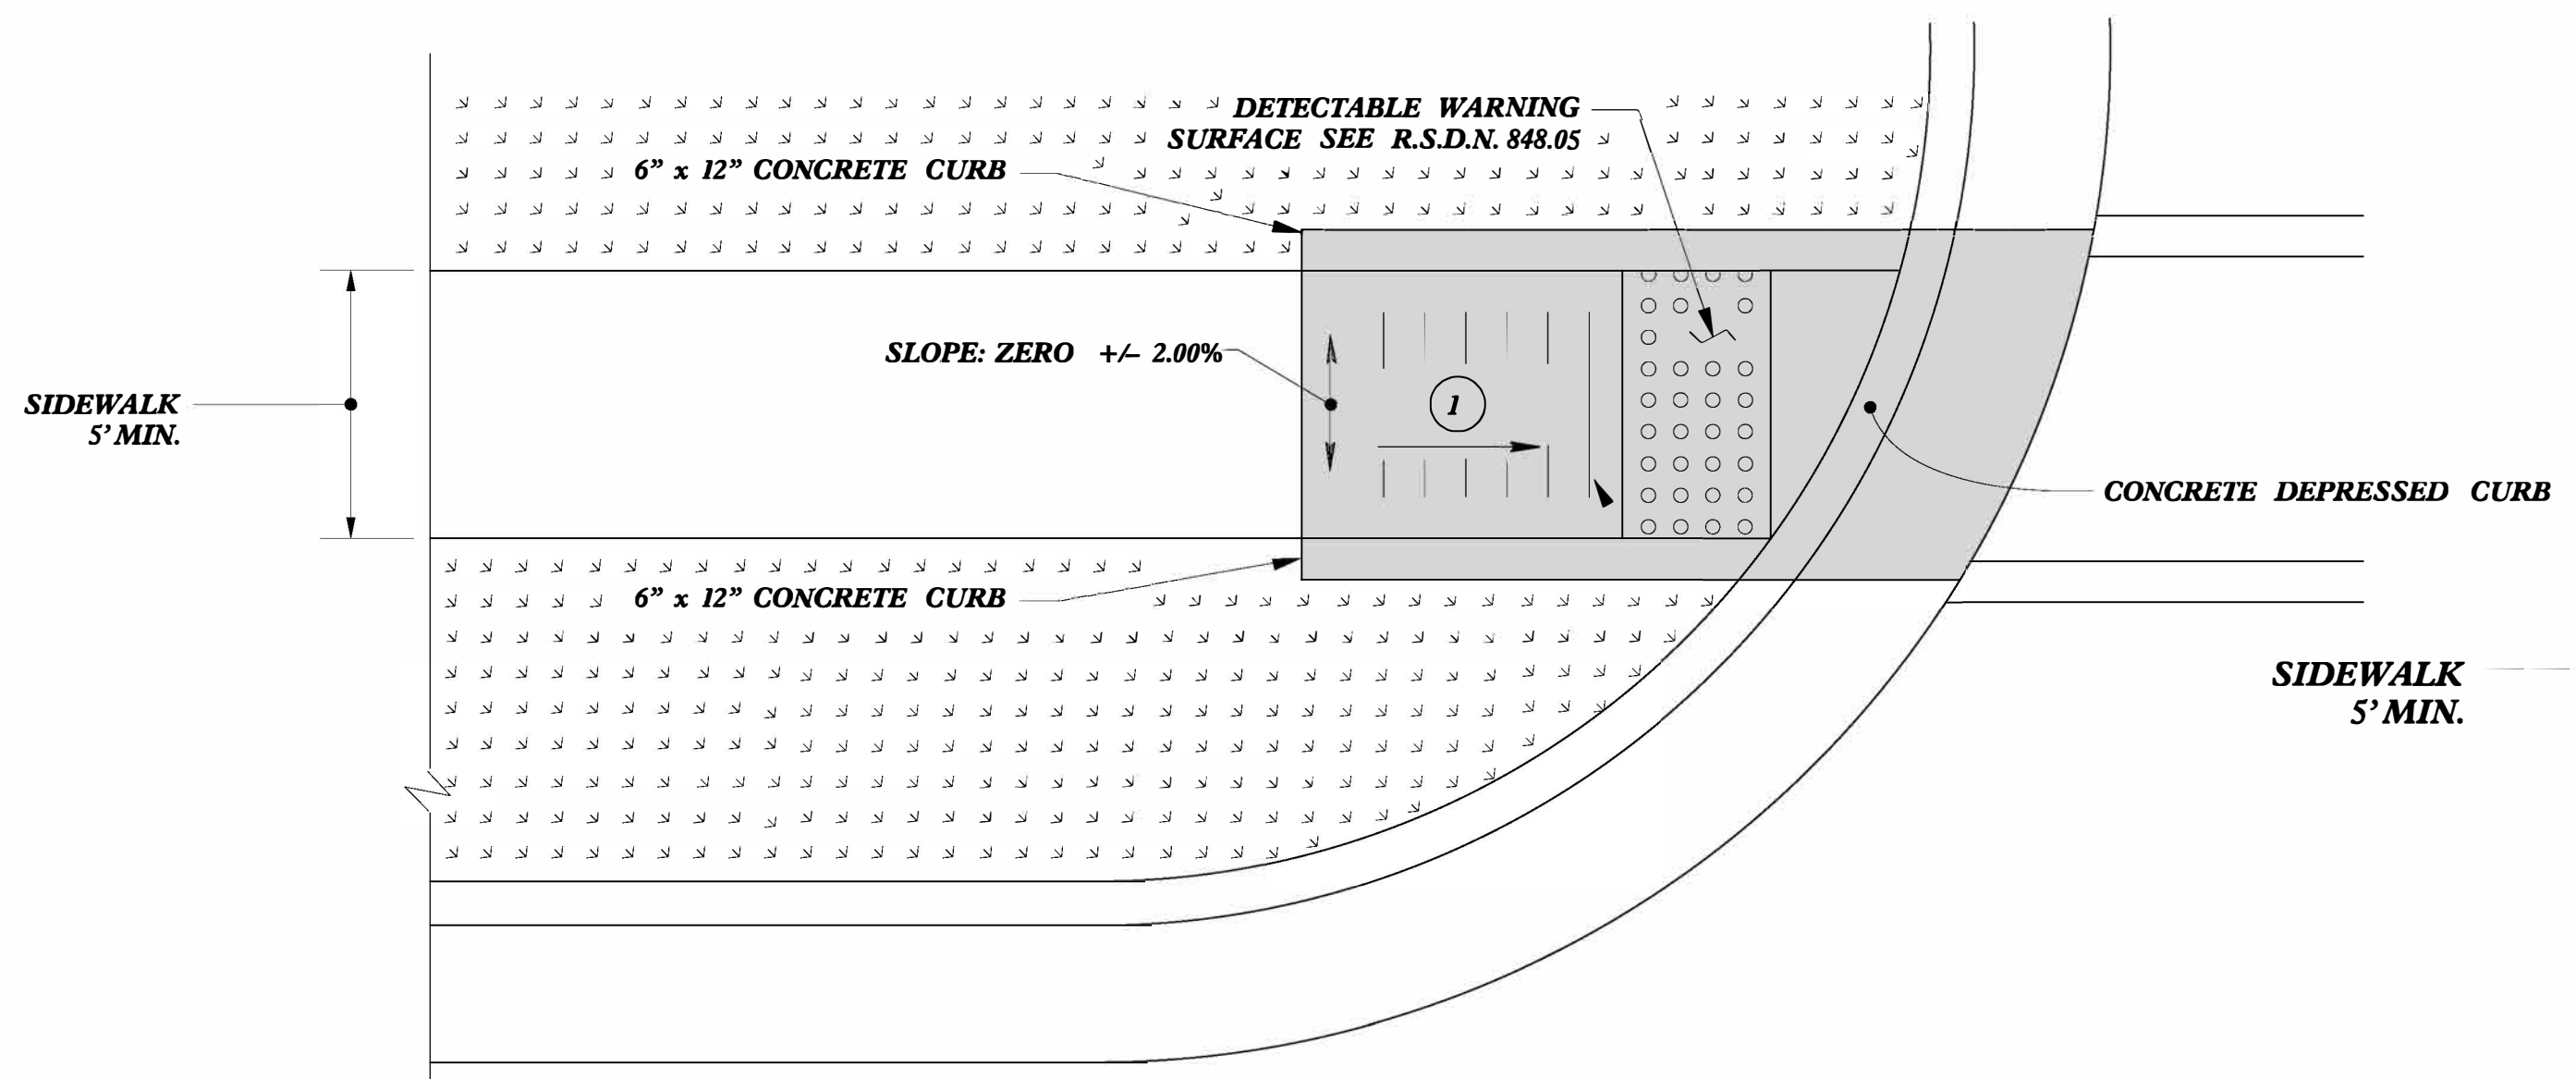 DETECTABLE WARNING
SURFACE SEE R.S.D.N. 848.05
6” x 12” CONCRETE CURB
SLOPE: ZERO +/– 2.00%
SIDEWALK
5’ MIN.
1
CONCRETE DEPRESSED CURB
6” x 12” CONCRETE CURB
SIDEWALK
5’ MIN.